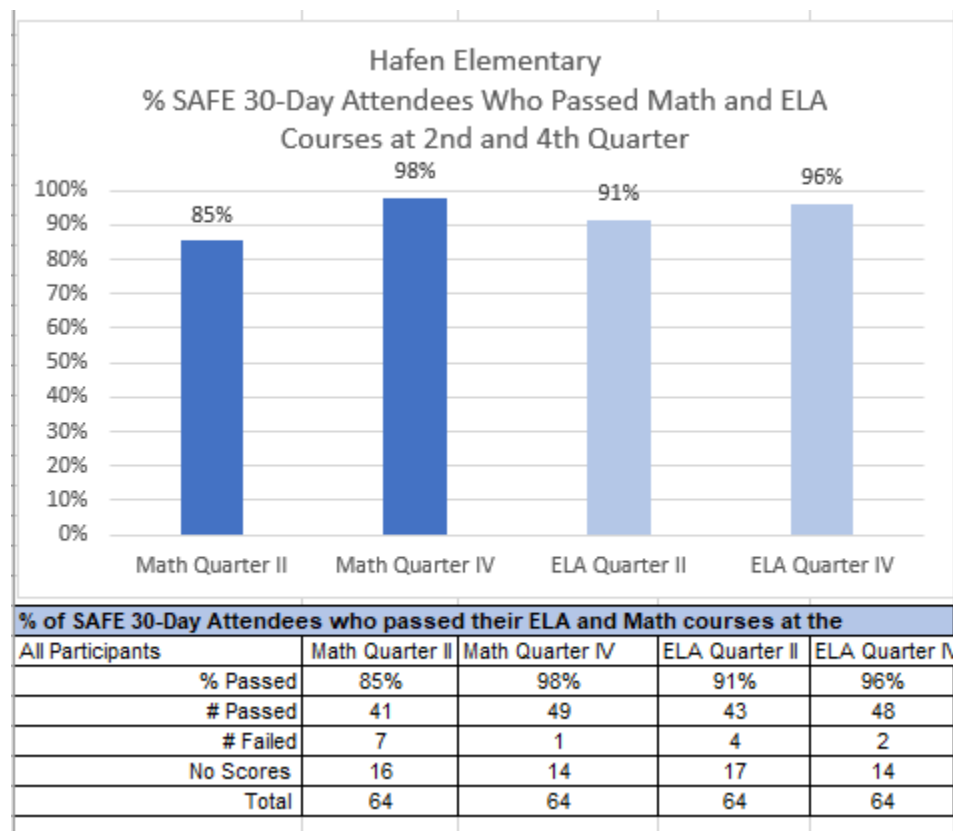 Hafen Elementary
% SAFE 30-Day Attendees Who Passed Math and ELA
Courses at 2nd and 4th Quarter
98%
96%
91%
85%
100%
90%
80%
70%
60%
50%
40%
30%
20%
10%
0%
Math Quarter II Math Quarter IV ELA Quarter II ELA Quarter IV
% of SAFE 30-Day Attendees who passed their ELA and Math courses at the
All Participants Math Quarter II Math Quarter IV ELA Quarter II ELA Quarter IV
% Passed 85% 98% 91% 96%
# Passed 41 49 43 48
# Failed 7 1 4 2
No Scores 16 14 17 14
Total 64 64 64 64